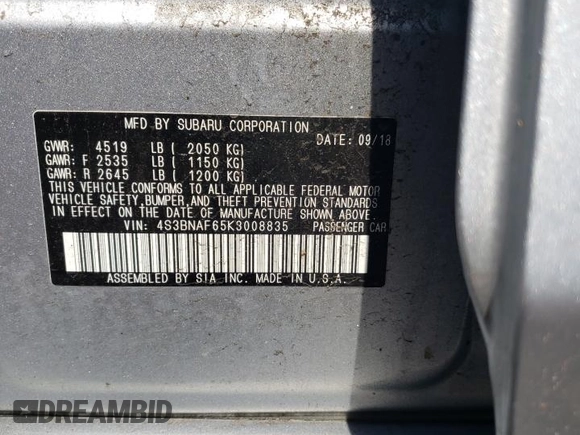 MFD BY SUBARU CORPORATION
DATE: 09/18
GVWR: 4519 LB ( 2050 KG)
GAWR: F 2535 LB ( 1150 KG)
GAWR: R 2645 LB ( 1200 KG)
THIS VEHICLE CONFORMS TO ALL APPLICABLE FEDERAL MOTOR
VEHICLE SAFETY, BUMPER, AND THEFT PREVENTION STANDARDS
IN EFFECT ON THE DATE OF MANUFACTURE SHOWN ABOVE.
VIN: 4S3BNAF65K3008835 PASSENGER CAR
ASSEMBLED BY SIA INC. MADE IN U.S.A.
DREAMBID